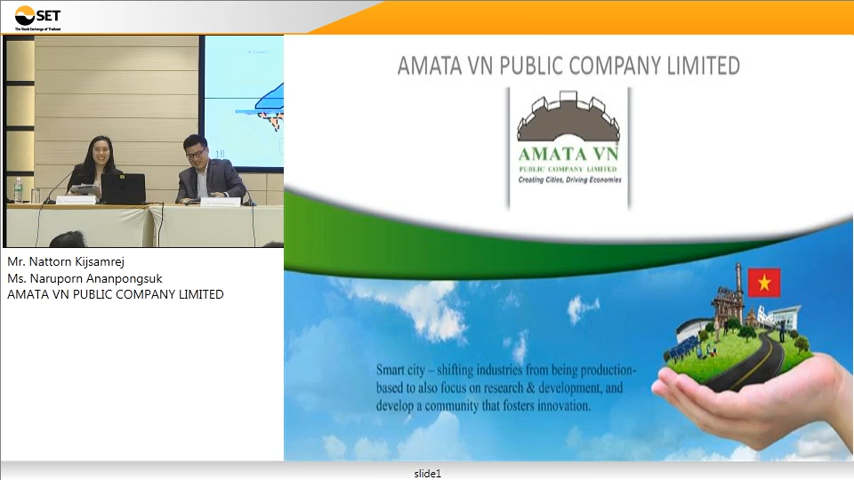 SET
The Stock Exchange of Thailand
16
Mr. Nattorn Kijsamrej
Ms. Naruporn Ananpongsuk
AMATA VN PUBLIC COMPANY LIMITED
AMATA VN PUBLIC COMPANY LIMITED
AMATA VN
PUBLIC COMPANY LIMITED
Creating Cities, Driving Economies
Smart city – shifting industries from being production-
based to also focus on research & development, and
develop a community that fosters innovation.
slide1